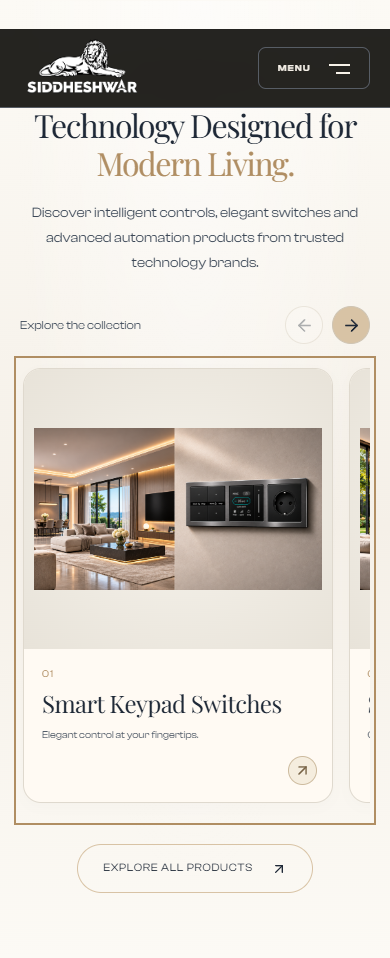 SIDDHESHWAR
MENU
Technology Designed for
Modern Living.
Discover intelligent controls, elegant switches and
advanced automation products from trusted
technology brands.
Explore the collection
01
Smart Keypad Switches
Elegant control at your fingertips.
EXPLORE ALL PRODUCTS